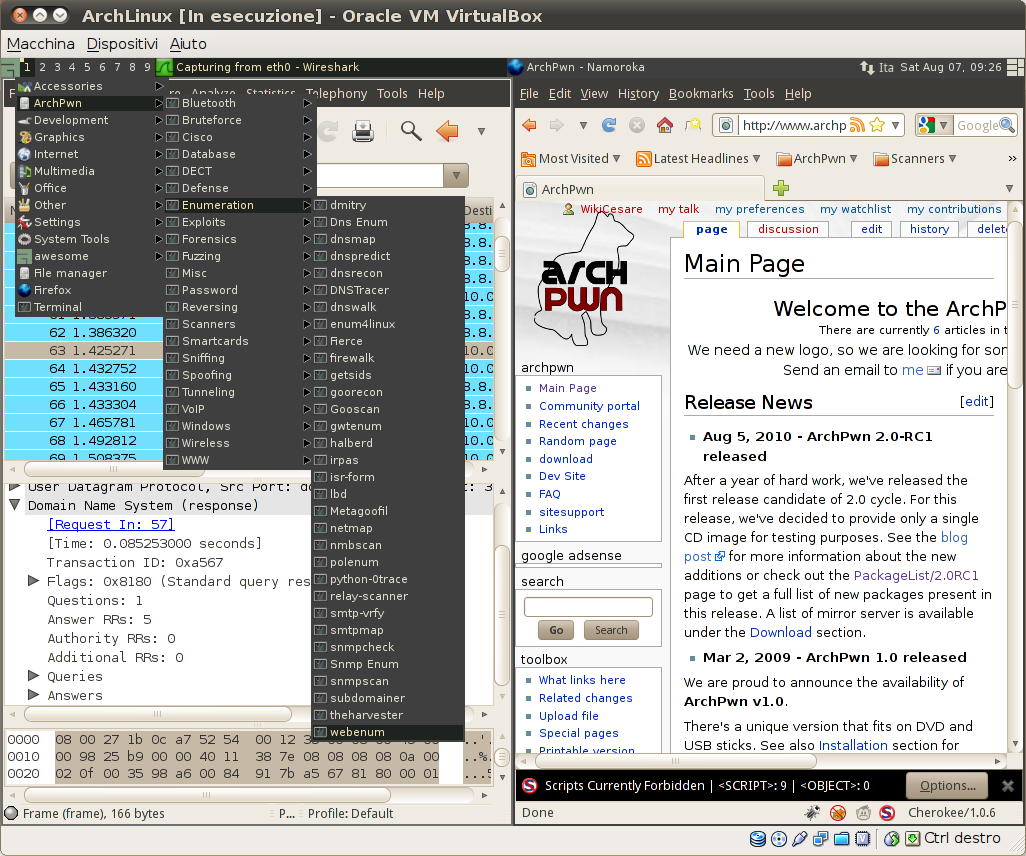 ArchLinux [In esecuzione] - Oracle VM VirtualBox
Macchina Dispositivi Aiuto
1 2 3 4 5 6 7 8 9 Capturing from eth0 - Wireshark
ArchPwn - Namoroka
Ita Sat Aug 07, 09:26
Analyze Statistics Telephony Tools Help
Accessories
ArchPwn
Development
Graphics
Internet
Multimedia
Office
Other
Settings
System Tools
awesome
File manager
Firefox
Terminal
Bluetooth
Bruteforce
Cisco
Database
DECT
Defense
Enumeration
Exploits
Forensics
Fuzzing
Misc
Password
Reversing
Scanners
Smartcards
Sniffing
Spoofing
Tunneling
VoIP
Windows
Wireless
WWW
dmitry
Dns Enum
dnsmap
dnspredict
dnsrecon
DNSTracer
dnswalk
enum4linux
Fierce
firewalk
getsids
goorecon
Gooscan
gwtenum
halberd
irpas
isr-form
lbd
Metagoofil
netmap
nmbscan
polenum
python-0trace
relay-scanner
smtp-vrfy
smtpmap
snmpcheck
Snmp Enum
snmpscan
subdomainer
theharvester
webenum
62 1.386320
63 1.425271
64 1.432752
65 1.433160
66 1.433304
67 1.465781
68 1.492812
69 1.508375
User Datagram Protocol, Src Port:
Domain Name System (response)
[Request In: 57]
[Time: 0.085253000 seconds]
Transaction ID: 0xa567
Flags: 0x8180 (Standard query res
Questions: 1
Answer RRs: 5
Authority RRs: 0
Additional RRs: 0
Queries
Answers
0000 08 00 27 1b 0c a7 52 54 00 12 35
0010 00 98 25 b9 00 00 40 11 38 7e 08 08 08 08 0a 00
0020 02 0f 00 35 98 a6 00 84 91 7b a5 67 81 80 00 01
Frame (frame), 166 bytes P... Profile: Default
File Edit View History Bookmarks Tools Help
http://www.archp Google
Most Visited Latest Headlines ArchPwn Scanners »
ArchPwn
WikiCesare my talk my preferences my watchlist my contributions
page discussion edit history delet
ARCH
PWN
archpwn
Main Page
Community portal
Recent changes
Random page
download
Dev Site
FAQ
sitesupport
Links
google adsense
search
Go Search
toolbox
What links here
Related changes
Upload file
Special pages
Printable version
Main Page
Welcome to the ArchP
There are currently 6 articles in t
We need a new logo, so we are looking for sor
Send an email to me if you are
Release News [edit]
Aug 5, 2010 - ArchPwn 2.0-RC1
released
After a year of hard work, we've released the
first release candidate of 2.0 cycle. For this
release, we've decided to provide only a single
CD image for testing purposes. See the blog
post for more information about the new
additions or check out the PackageList/2.0RC1
page to get a full list of new packages present in
this release. A list of mirror server is available
under the Download section.
Mar 2, 2009 - ArchPwn 1.0 released
We are proud to announce the availability of
ArchPwn v1.0.
There's a unique version that fits on DVD and
USB sticks. See also Installation section for
Scripts Currently Forbidden | <SCRIPT>: 9 | <OBJECT>: 0 Options...
Done Cherokee/1.0.6
Ctrl destro